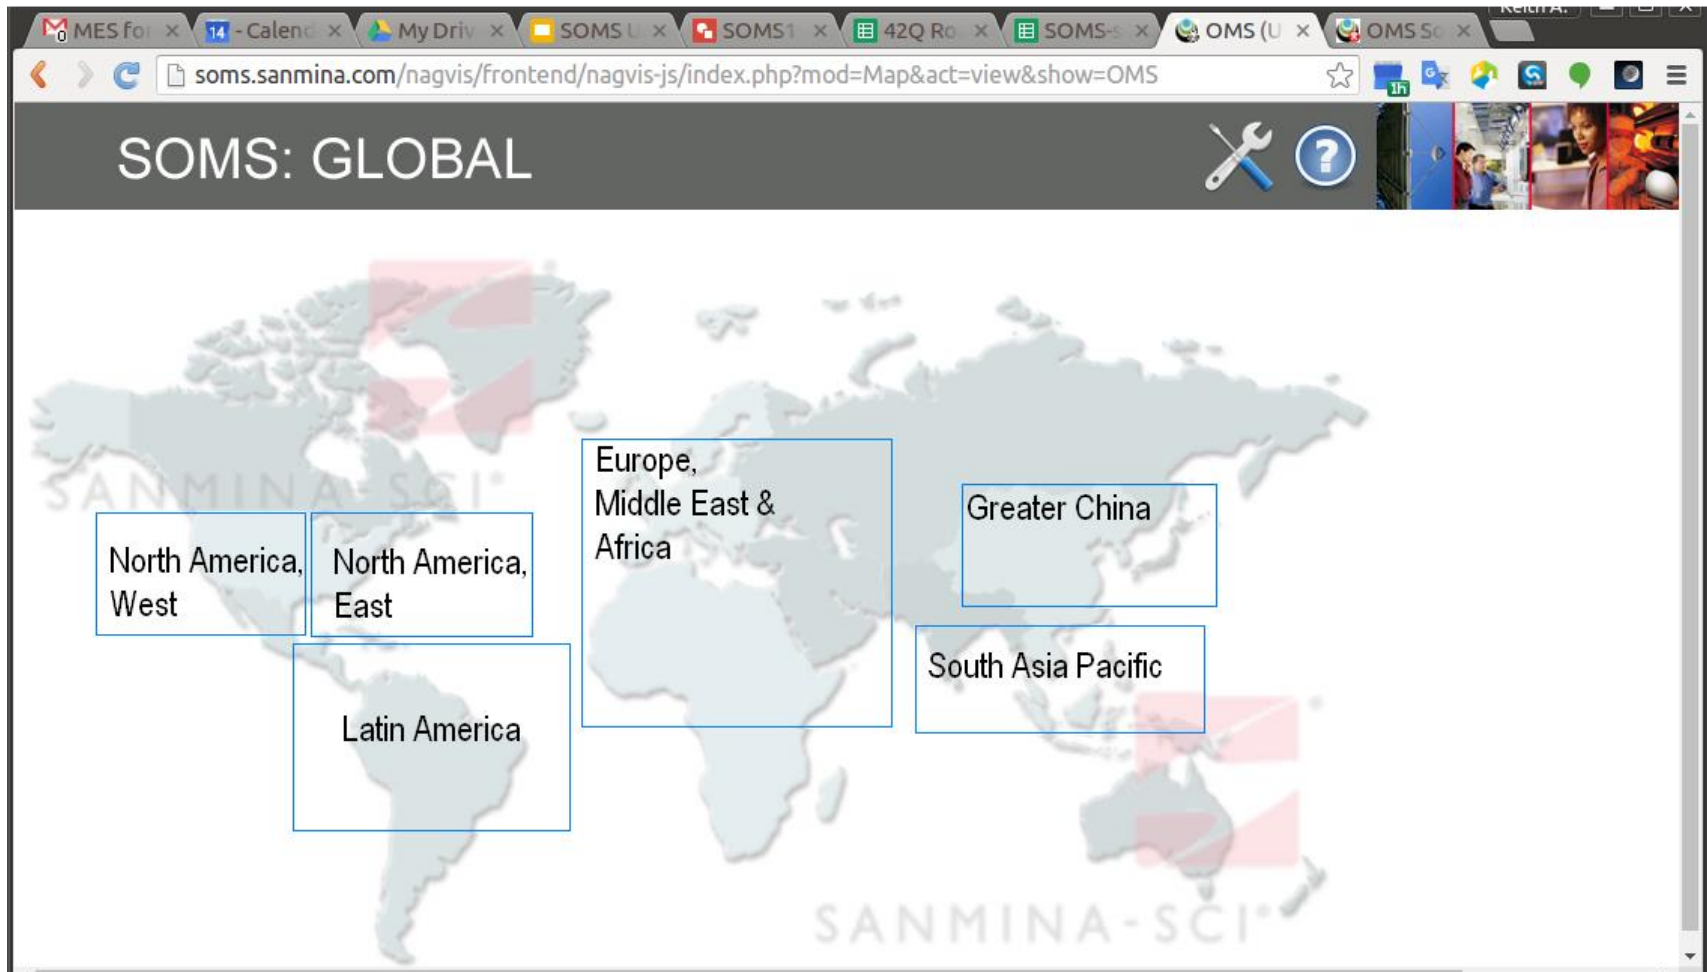 Keith A.
MES for
14 - Calend
My Driv
SOMS U
SOMS1
42Q Ro
SOMS-s
OMS (U
OMS So
soms.sanmina.com/nagvis/frontend/nagvis-js/index.php?mod=Map&act=view&show=OMS
1h
SOMS: GLOBAL
?
SANMINA-SCI®
Europe,
Middle East &
Africa
Greater China
North America,
West
North America,
East
South Asia Pacific
Latin America
SANMINA-SCI®